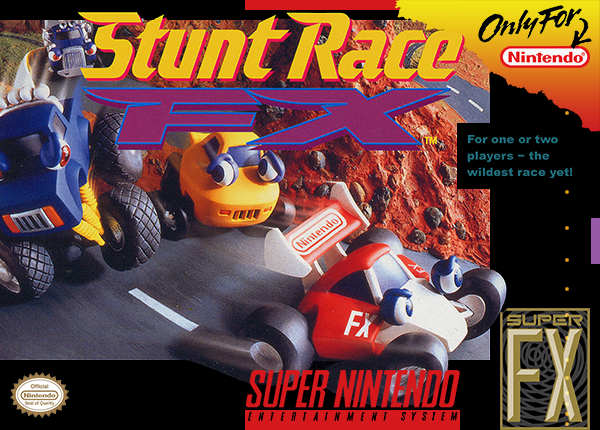 Stunt Race
FX
TM
Only For
Nintendo®
For one or two
players ~ the
wildest race yet!
Nintendo
FX
Official
Nintendo
Seal of Quality
SUPER NINTENDO
ENTERTAINMENT SYSTEM
SUPER
FX